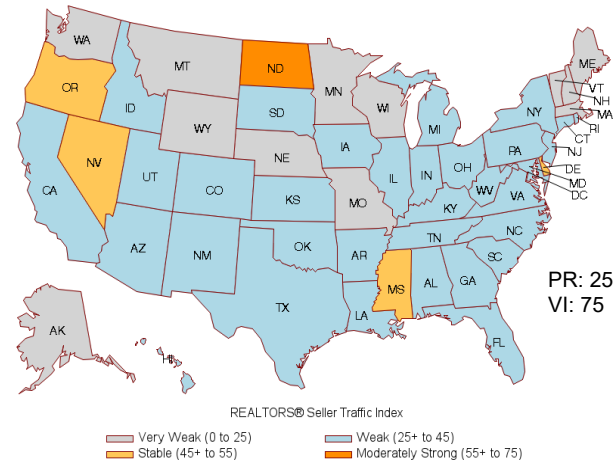 WA
MT
ND
MN
ME
VT
NH
MA
RI
CT
NJ
DE
MD
DC
OR
ID
WY
SD
WI
MI
NY
NE
IA
PA
NV
UT
CO
KS
MO
IL
IN
OH
WV
VA
KY
CA
AZ
NM
OK
AR
TN
NC
SC
TX
LA
MS
AL
GA
FL
AK
HI
PR: 25
VI: 75
REALTORS® Seller Traffic Index
Very Weak (0 to 25)
Weak (25+ to 45)
Stable (45+ to 55)
Moderately Strong (55+ to 75)